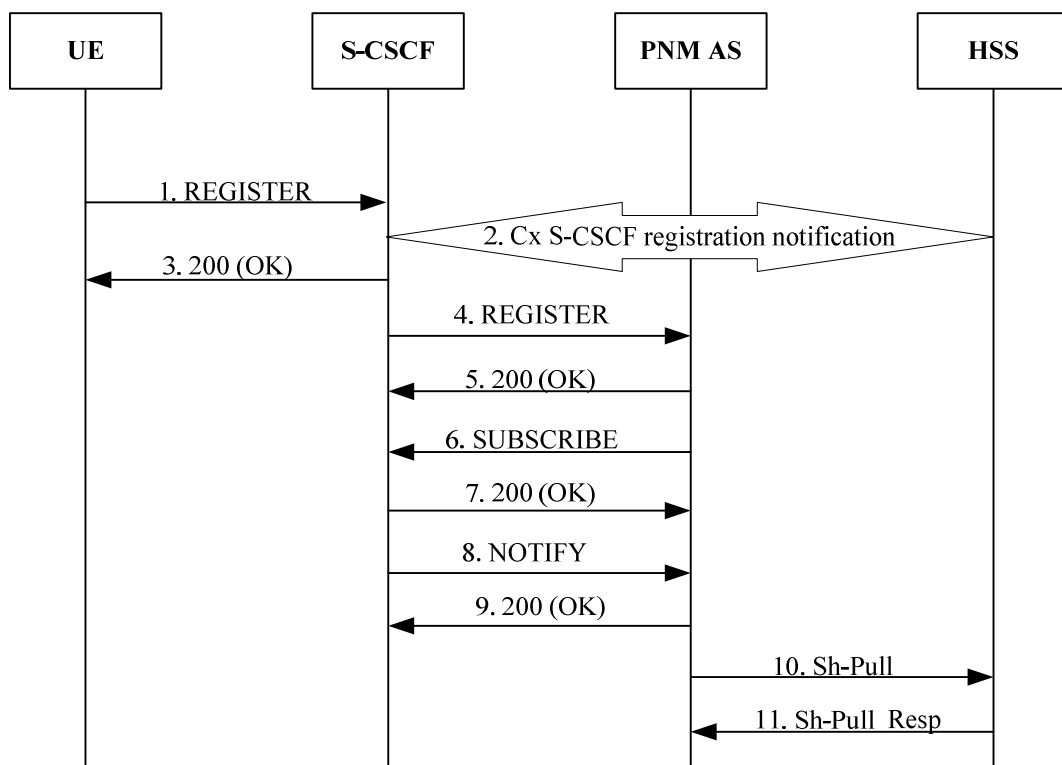 UE
S-CSCF
PNM AS
HSS
1. REGISTER
2. Cx S-CSCF registration notification
3. 200 (OK)
4. REGISTER
5. 200 (OK)
6. SUBSCRIBE
7. 200 (OK)
8. NOTIFY
9. 200 (OK)
10. Sh-Pull
11. Sh-Pull Resp